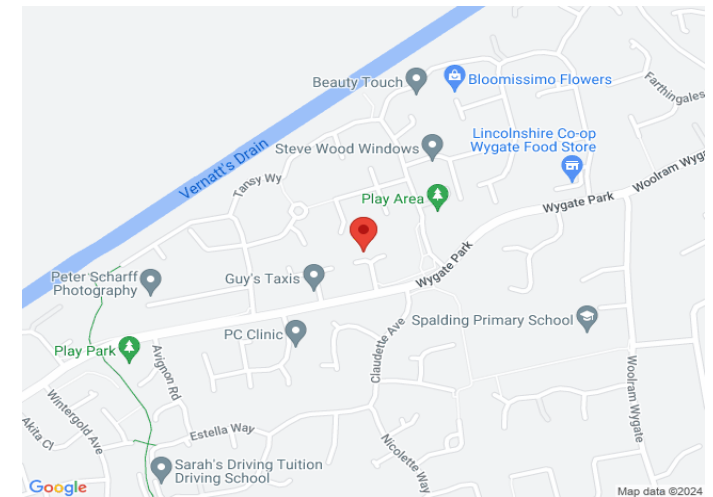 Beauty Touch
Bloomissimo Flowers
Farthingales
Lincolnshire Co-op
Wygate Food Store
Steve Wood Windows
Vernatt's Drain
Tansy Wy
Play Area
Woolram Wyg
Wygate Park
Wygate Park
Peter Scharff
Photography
Guy's Taxis
PC Clinic
Spalding Primary School
Play Park
Avignon Rd
Claudette Ave
Woolram Wygate
Wintergold Ave
Akita Cl
Estella Way
Nicolette Way
Sarah's Driving Tuition
Driving School
Google
Map data ©2024